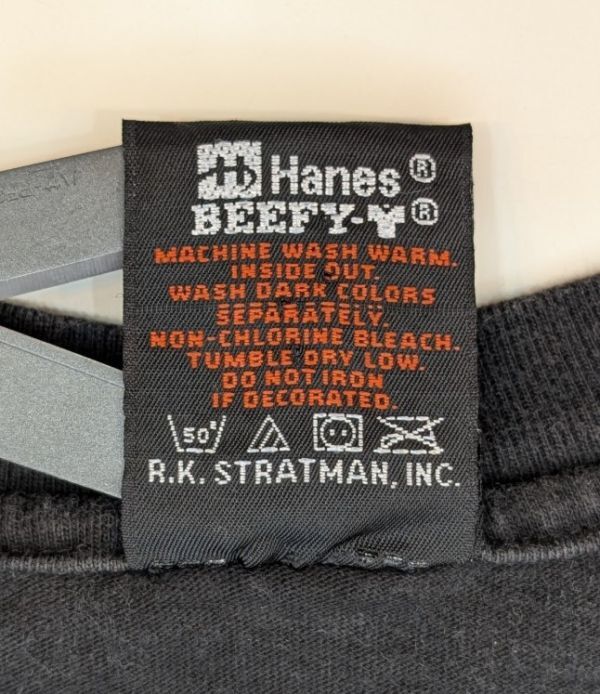 Hanes®
BEEFY-T®
MACHINE WASH WARM.
INSIDE OUT.
WASH DARK COLORS
SEPARATELY.
NON-CHLORINE BLEACH.
TUMBLE DRY LOW.
DO NOT IRON
IF DECORATED.
50°
R.K. STRATMAN, INC.